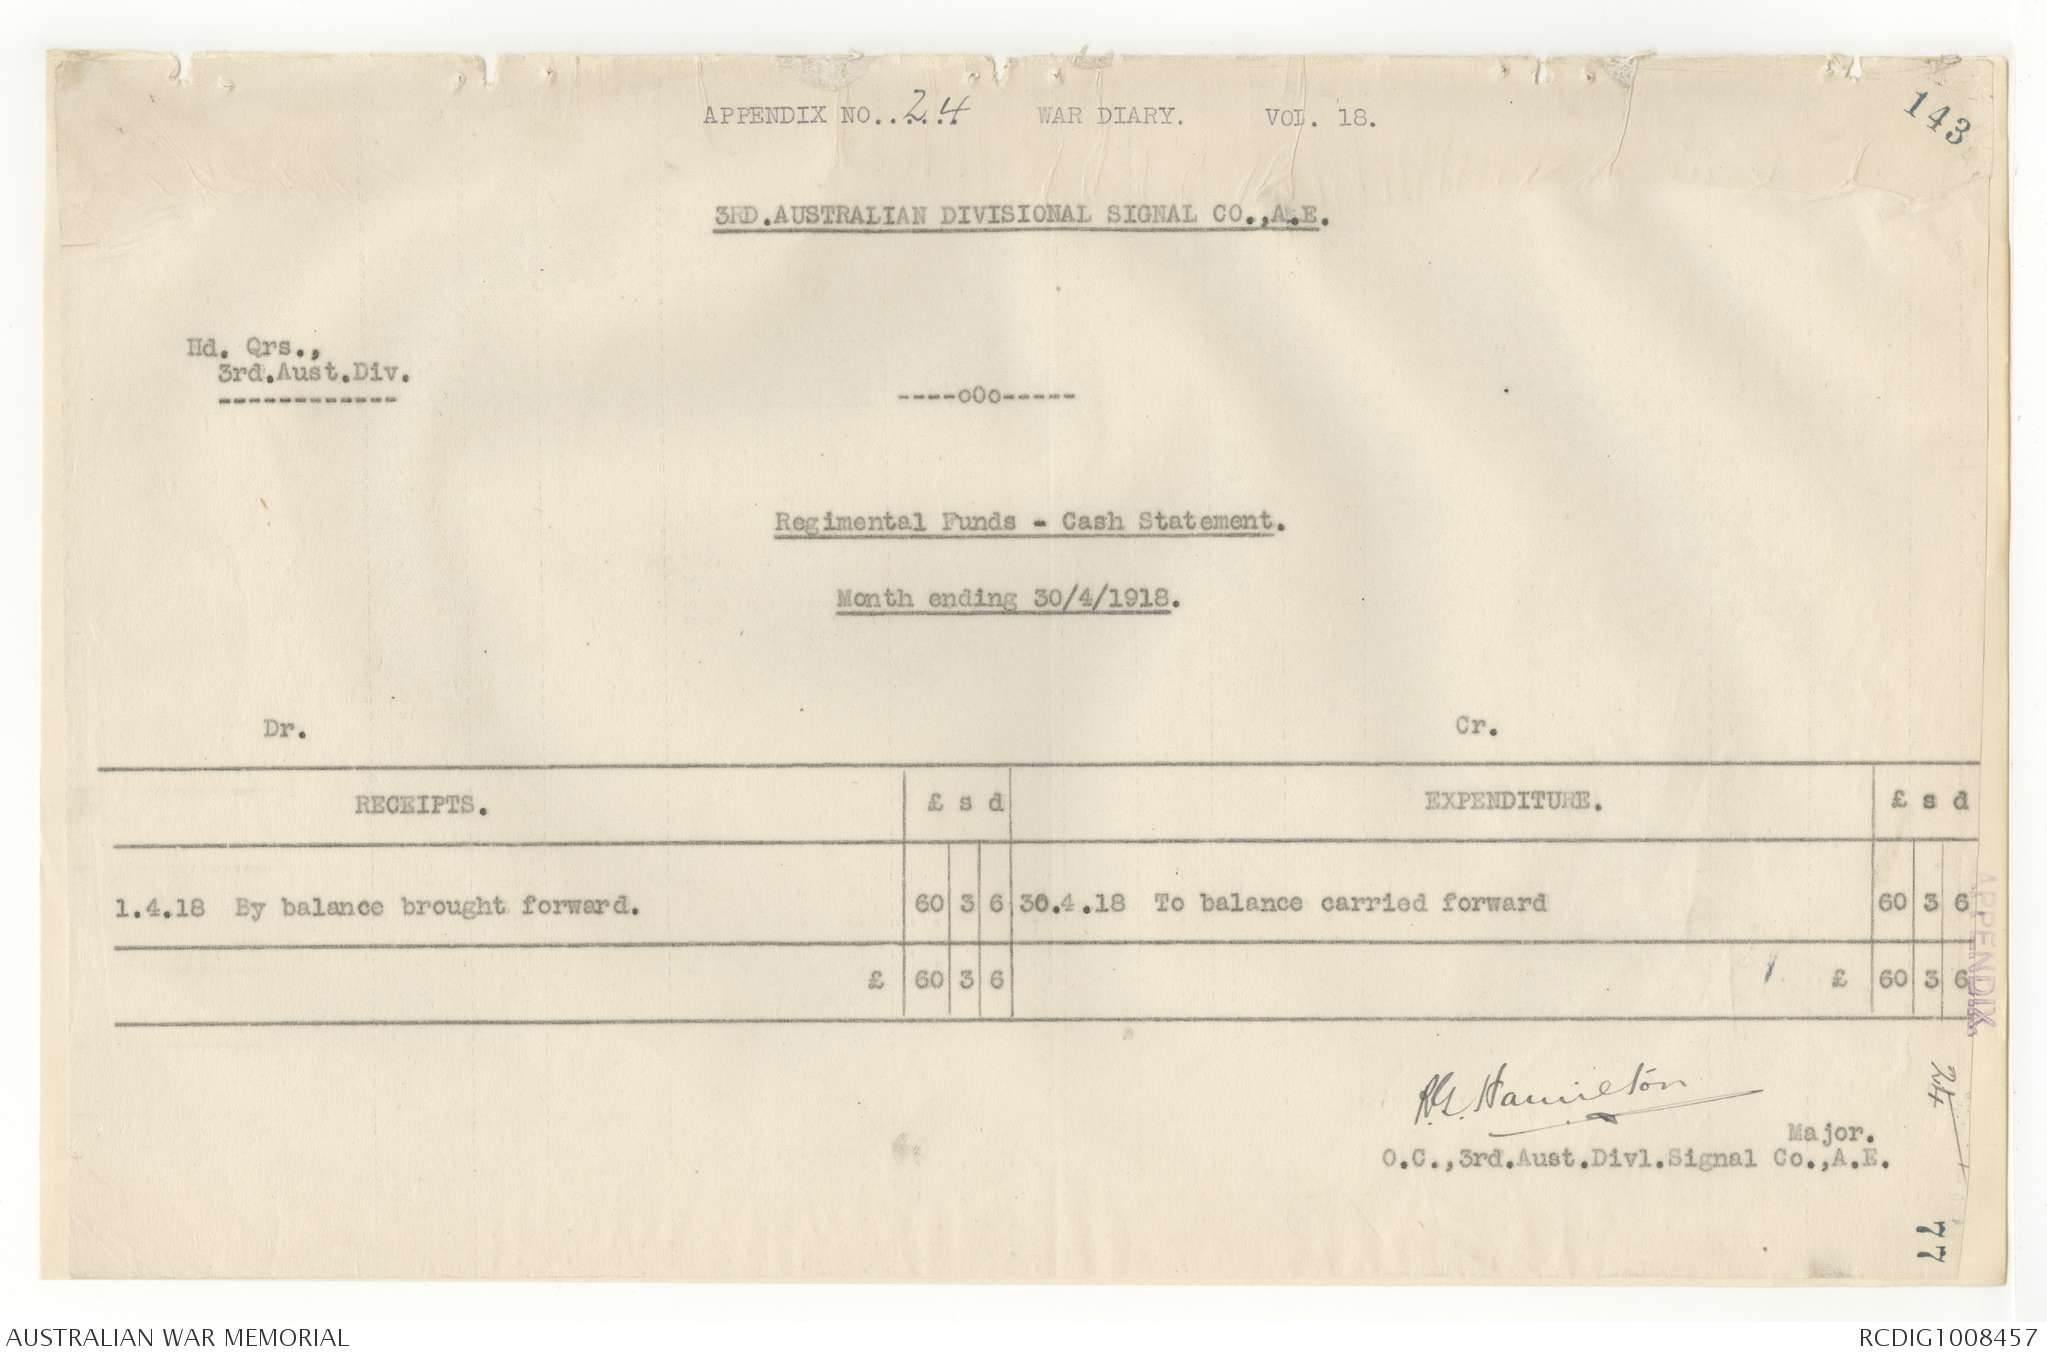 APPENDIX NO..24 WAR DIARY. VOL. 18.
143
3RD.AUSTRALIAN DIVISIONAL SIGNAL CO.,A.E.
Hd. Qrs.,
3rd.Aust.Div.
-------------
----oOo-----
Regimental Funds - Cash Statement.
Month ending 30/4/1918.
Dr. Cr.
RECEIPTS. £ s d EXPENDITURE. £ s d
1.4.18 By balance brought forward. 60 3 6 30.4.18 To balance carried forward 60 3 6
£ 60 3 6 £ 60 3 6
APPENDIX
24
R.G. Hamilton
Major.
O.C.,3rd.Aust.Divl.Signal Co.,A.E.
77
AUSTRALIAN WAR MEMORIAL RCDIG1008457